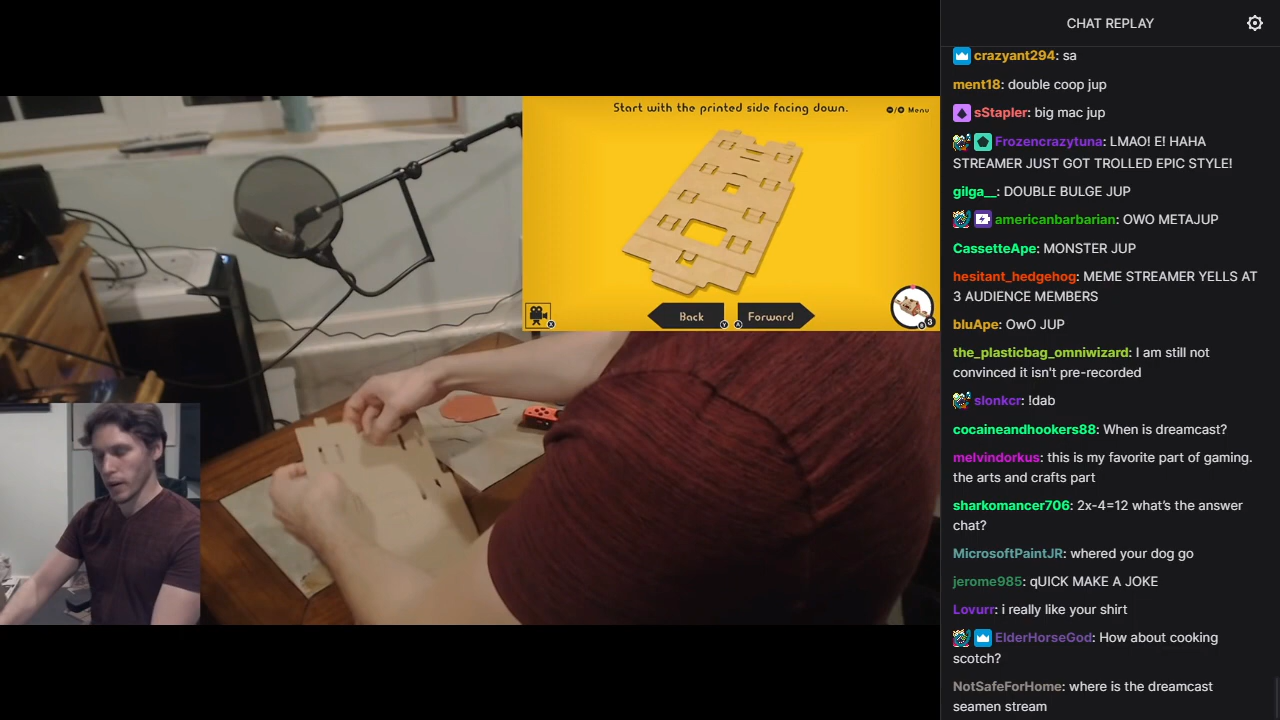 Start with the printed side facing down.
Menu
Back
Forward
CHAT REPLAY
crazyant294: sa
ment18: double coop jup
sStapler: big mac jup
Frozencrazytuna: LMAO! E! HAHA
STREAMER JUST GOT TROLLED EPIC STYLE!
gilga__: DOUBLE BULGE JUP
americanbarbarian: OWO METAJUP
CassetteApe: MONSTER JUP
hesitant_hedgehog: MEME STREAMER YELLS AT
3 AUDIENCE MEMBERS
bluApe: OwO JUP
the_plasticbag_omniwizard: I am still not
convinced it isn't pre-recorded
slonkcr: !dab
cocaineandhookers88: When is dreamcast?
melvindorkus: this is my favorite part of gaming.
the arts and crafts part
sharkomancer706: 2x-4=12 what's the answer
chat?
MicrosoftPaintJR: whered your dog go
jerome985: qUICK MAKE A JOKE
Lovurr: i really like your shirt
ElderHorseGod: How about cooking
scotch?
NotSafeForHome: where is the dreamcast
seamen stream